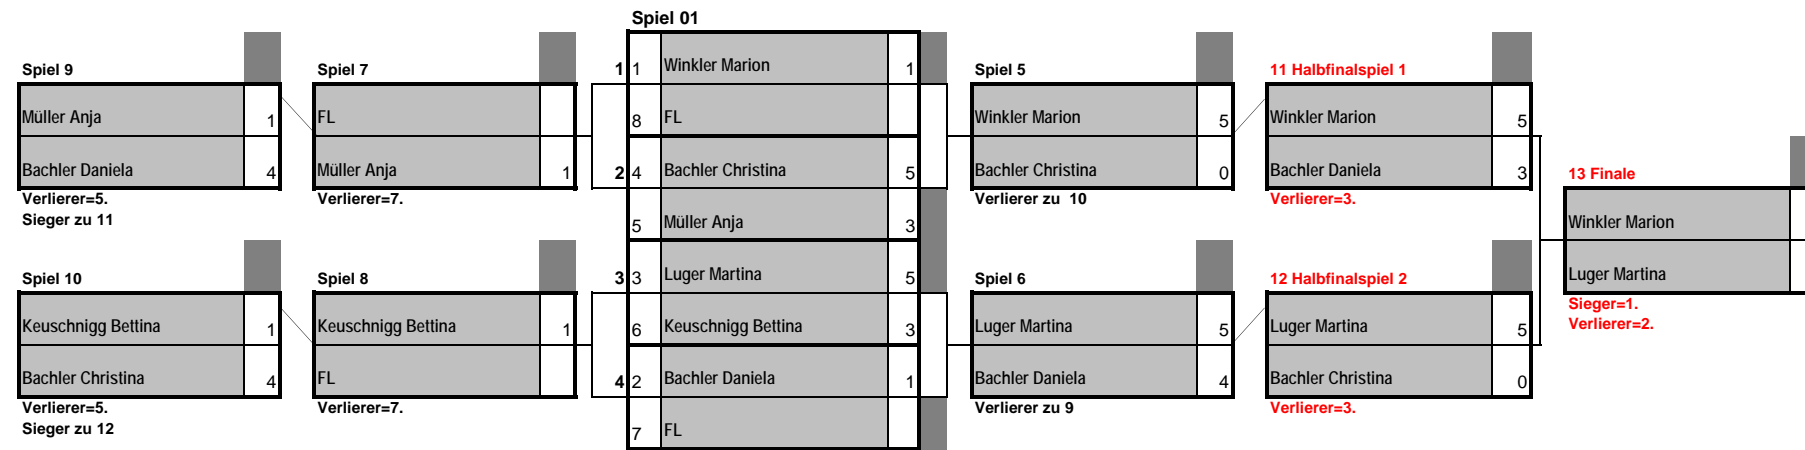 Spiel 01
1 1 Winkler Marion 1
Spiel 9 Spiel 7 Spiel 5 11 Halbfinalspiel 1
Müller Anja 1 FL 8 FL Winkler Marion 5 Winkler Marion 5
Bachler Daniela 4 Müller Anja 1 2 4 Bachler Christina 5 Bachler Christina 0 Bachler Daniela 3 13 Finale
Verlierer=5. Verlierer=7. Verlierer zu 10 Verlierer=3.
Sieger zu 11 5 Müller Anja 3 Winkler Marion
Spiel 10 Spiel 8 3 3 Luger Martina 5 Spiel 6 12 Halbfinalspiel 2 Luger Martina
Sieger=1.
Verlierer=2.
Keuschnigg Bettina 1 Keuschnigg Bettina 1 6 Keuschnigg Bettina 3 Luger Martina 5 Luger Martina 5
Bachler Christina 4 FL 4 2 Bachler Daniela 1 Bachler Daniela 4 Bachler Christina 0
Verlierer=5. Verlierer=7. Verlierer zu 9 Verlierer=3.
Sieger zu 12 7 FL